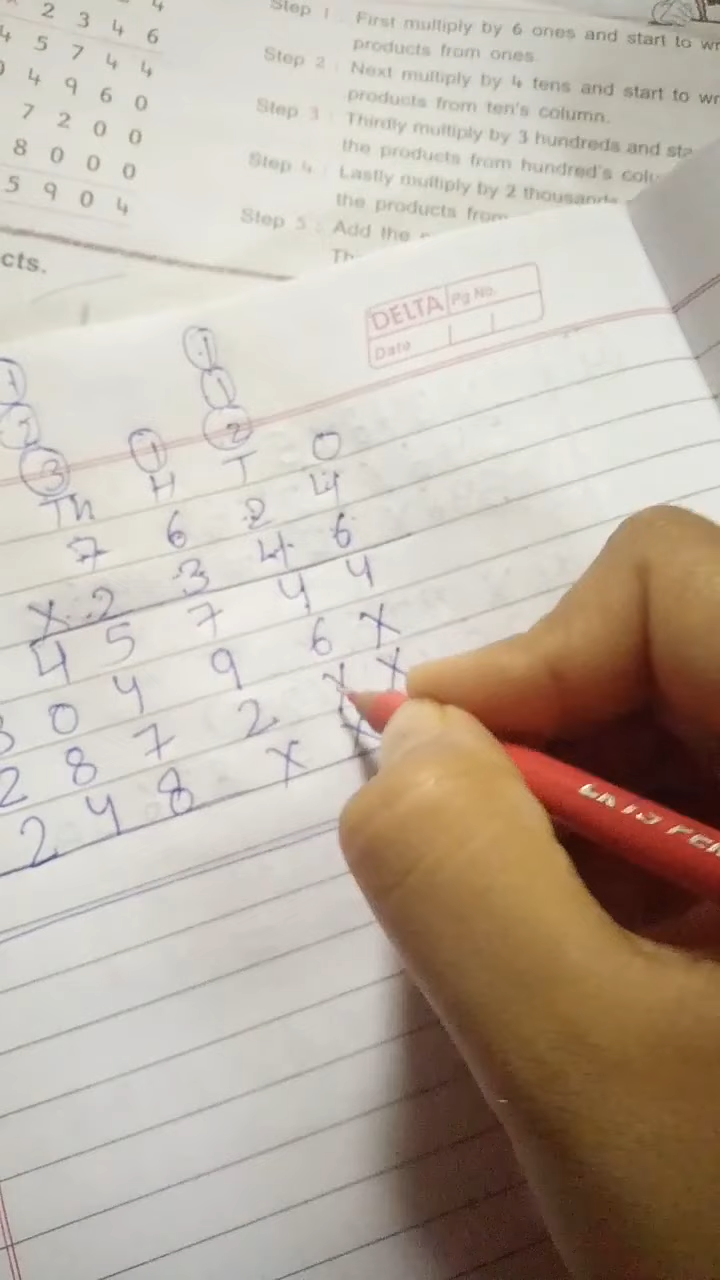 4
2 3 4 6
4 5 7 4 4
0 4 9 6 0
7 2 0 0
8 0 0 0
5 9 0 4
cts.
Step 1 : First multiply by 6 ones and start to wr
products from ones.
Step 2 : Next multiply by 4 tens and start to wr
products from ten's column.
Step 3 : Thirdly multiply by 3 hundreds and sta
the products from hundred's colu
Step 4 : Lastly multiply by 2 thousands
the products from
Step 5 : Add the
Th
DELTA Pg No.
Date
1 1
2 1
3 1 2
Th H T O
7 6 2 4
X 2 3 4 6
4 5 7 4 4
3 0 4 9 6 X
2 8 7 2 X X
2 4 8 X X